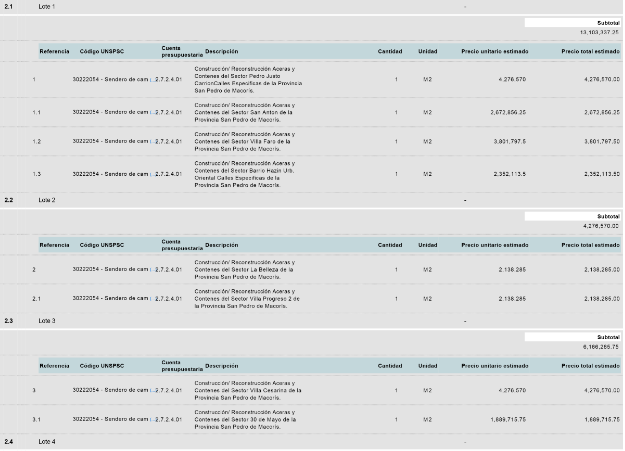 2.1 Lote 1 -
Subtotal
13,103,337.25
Referencia Código UNSPSC Cuenta presupuestaria Descripción Cantidad Unidad Precio unitario estimado Precio total estimado
1 30222054 - Sendero de cam ... 2.7.2.4.01 Construcción/ Reconstrucción Aceras y 1 M2 4,276.570 4,276,570.00
Contenes del Sector Pedro Justo
CarrionCalles Especificas de la Provincia
San Pedro de Macorís.
1.1 30222054 - Sendero de cam ... 2.7.2.4.01 Construcción/ Reconstrucción Aceras y 1 M2 2,672,856.25 2,672,856.25
Contenes del Sector San Anton de la
Provincia San Pedro de Macorís.
1.2 30222054 - Sendero de cam ... 2.7.2.4.01 Construcción/ Reconstrucción Aceras y 1 M2 3,801,797.5 3,801,797.50
Contenes del Sector Villa Faro de la
Provincia San Pedro de Macorís.
1.3 30222054 - Sendero de cam ... 2.7.2.4.01 Construcción/ Reconstrucción Aceras y 1 M2 2,352,113.5 2,352,113.50
Contenes del Sector Barrio Hazin Urb.
Oriental Calles Especificas de la
Provincia San Pedro de Macorís.
2.2 Lote 2 -
Subtotal
4,276,570.00
Referencia Código UNSPSC Cuenta presupuestaria Descripción Cantidad Unidad Precio unitario estimado Precio total estimado
2 30222054 - Sendero de cam ... 2.7.2.4.01 Construcción/ Reconstrucción Aceras y 1 M2 2,138.285 2,138,285.00
Contenes del Sector La Belleza de la
Provincia San Pedro de Macorís.
2.1 30222054 - Sendero de cam ... 2.7.2.4.01 Construcción/ Reconstrucción Aceras y 1 M2 2,138.285 2,138,285.00
Contenes del Sector Villa Progreso 2 de
la Provincia San Pedro de Macorís.
2.3 Lote 3 -
Subtotal
6,166,285.75
Referencia Código UNSPSC Cuenta presupuestaria Descripción Cantidad Unidad Precio unitario estimado Precio total estimado
3 30222054 - Sendero de cam ... 2.7.2.4.01 Construcción/ Reconstrucción Aceras y 1 M2 4,276.570 4,276,570.00
Contenes del Sector Villa Cesarina de la
Provincia San Pedro de Macorís.
3.1 30222054 - Sendero de cam ... 2.7.2.4.01 Construcción/ Reconstrucción Aceras y 1 M2 1,889,715.75 1,889,715.75
Contenes del Sector 30 de Mayo de la
Provincia San Pedro de Macorís.
2.4 Lote 4 -